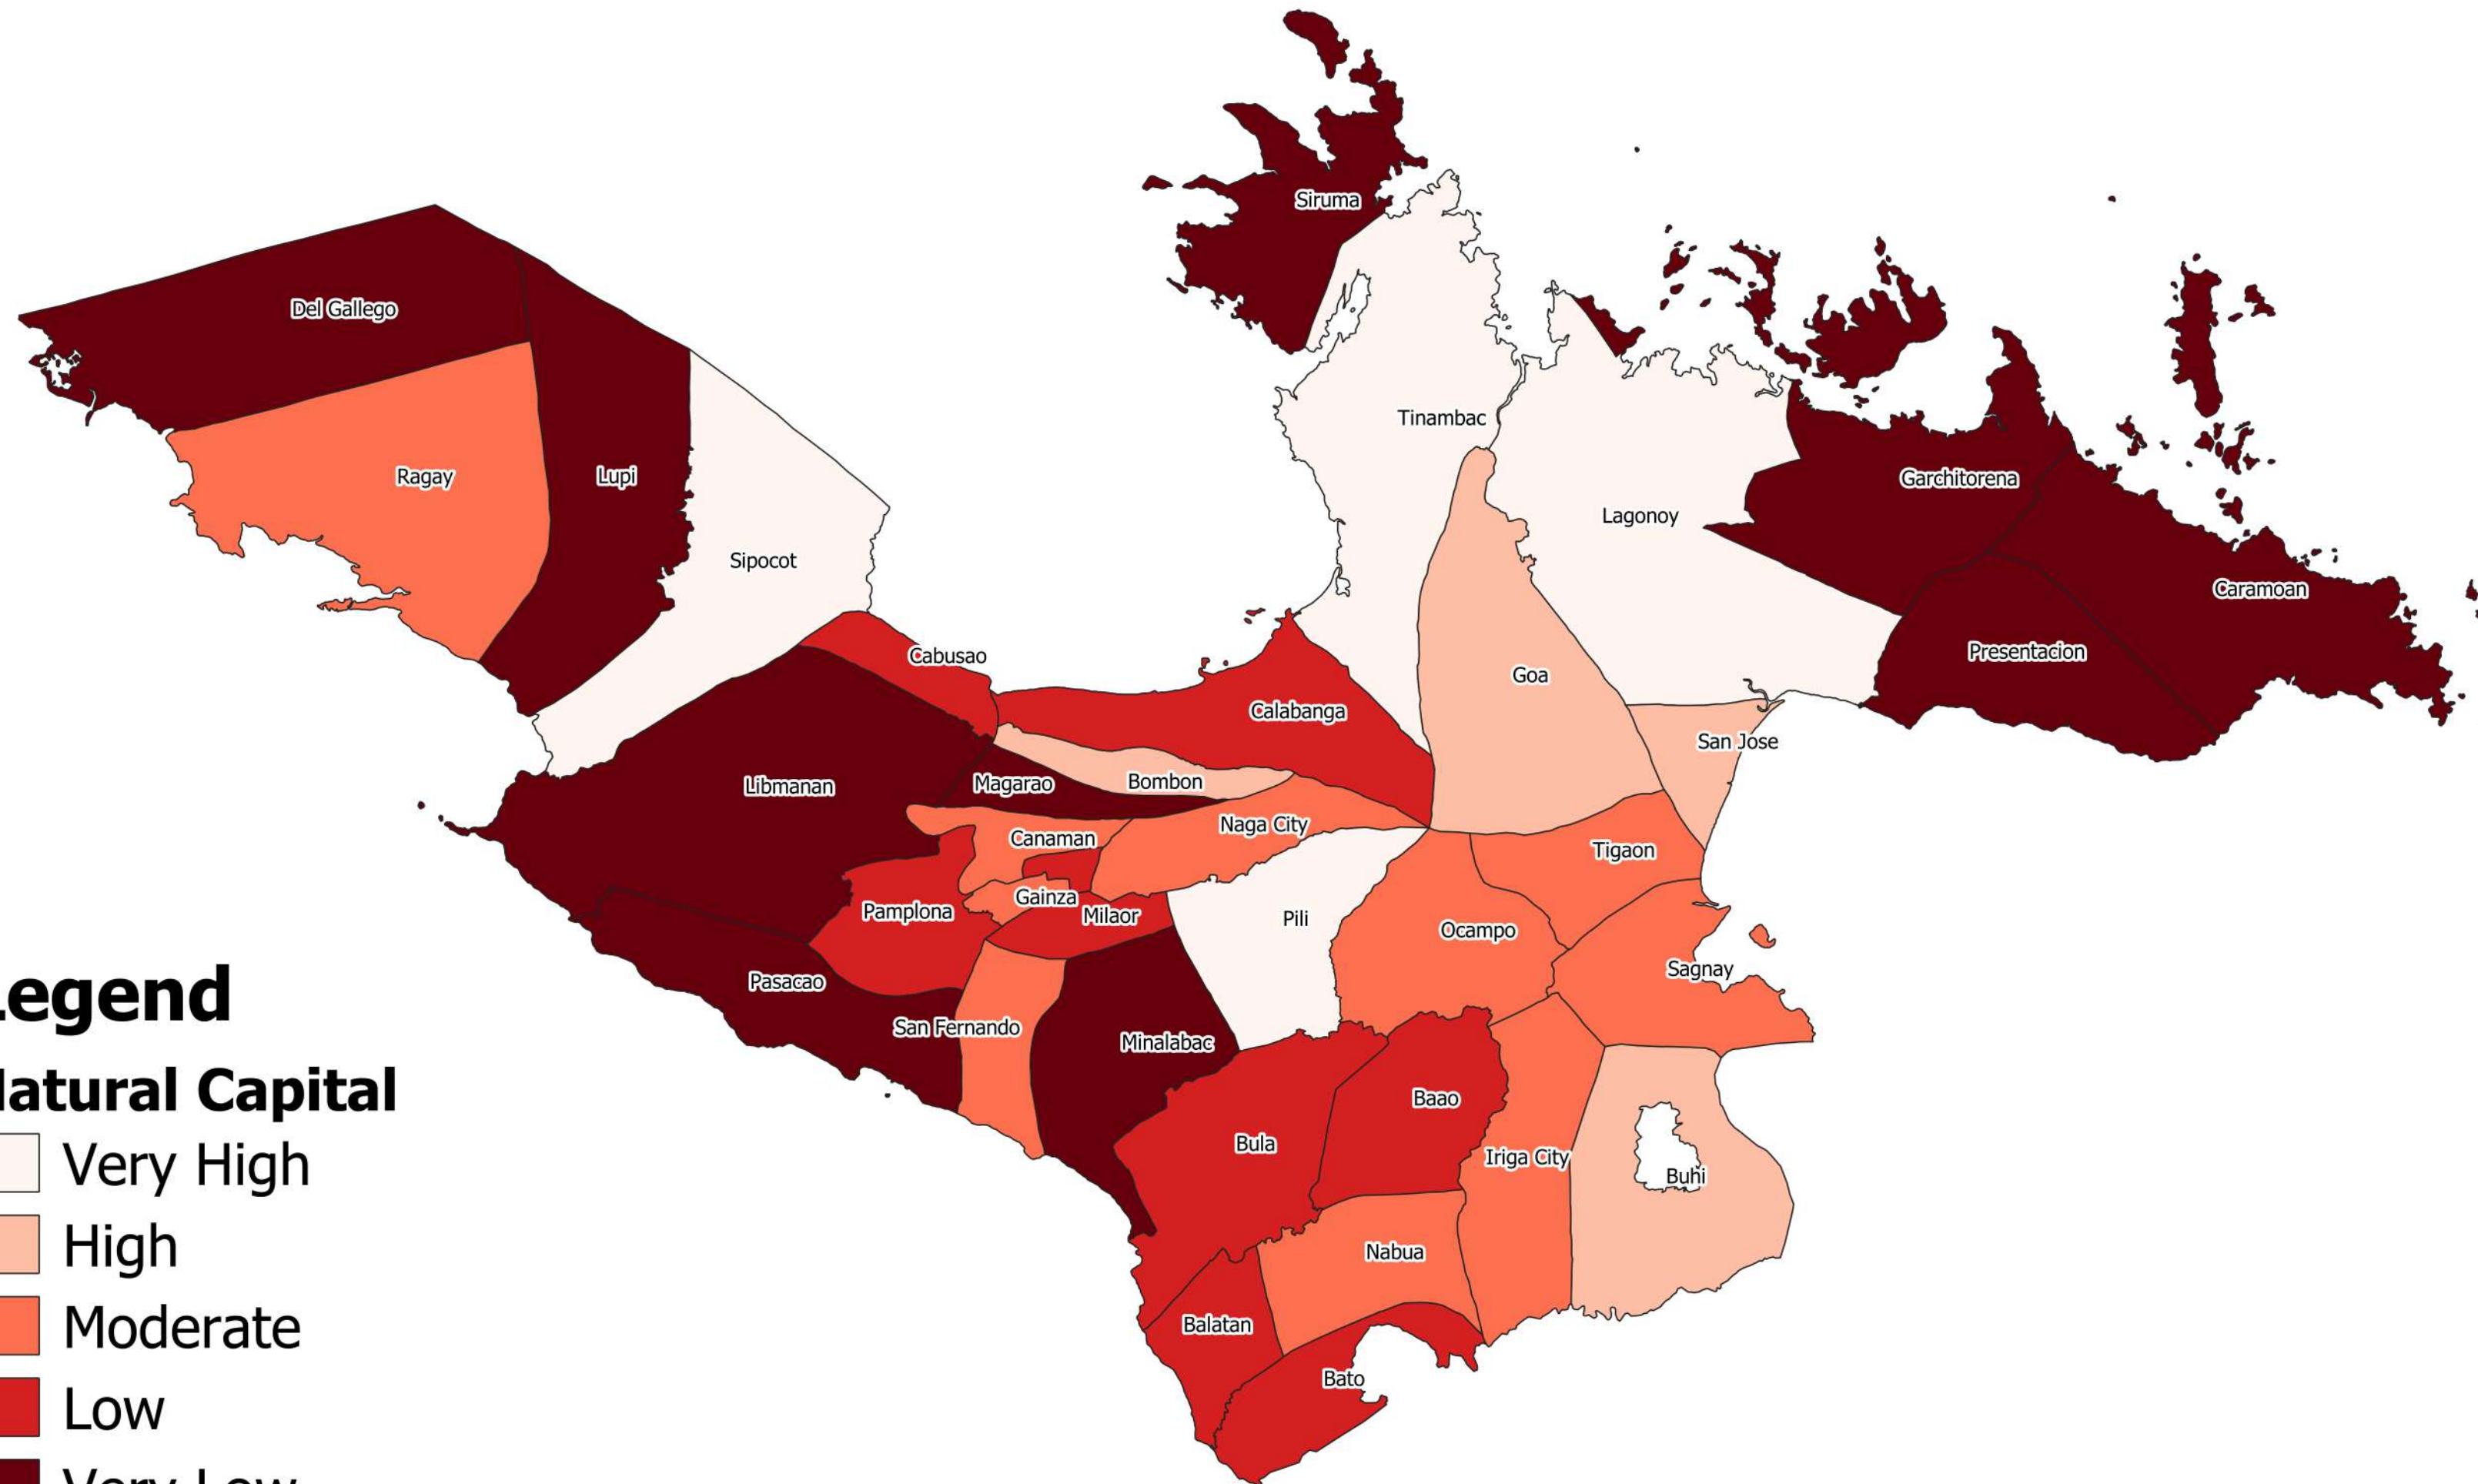 Siruma
Del Gallego
Tinambac
Ragay
Lupi
Garchitorena
Lagonoy
Sipocot
Caramoan
Cabusao
Presentacion
Goa
Calabanga
San Jose
Libmanan
Magarao
Bombon
Naga City
Canaman
Tigaon
Gainza
Pamplona
Milaor
Pili
Ocampo
Sagnay
Pasacao
San Fernando
Minalabac
Baao
Bula
Iriga City
Buhi
Nabua
Balatan
Bato
Legend
Natural Capital
Very High
High
Moderate
Low
Very Low